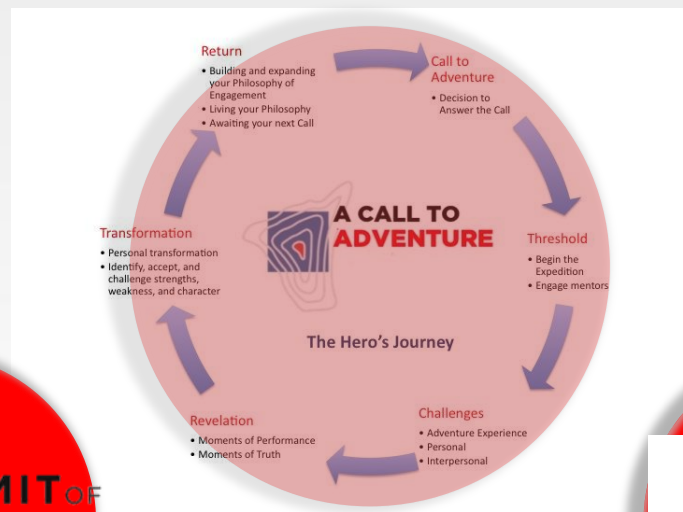 Return
• Building and expanding
your Philosophy of
Engagement
• Living your Philosophy
• Awaiting your next Call
Call to
Adventure
• Decision to
Answer the Call
Threshold
• Begin the
Expedition
• Engage mentors
Challenges
• Adventure Experience
• Personal
• Interpersonal
Revelation
• Moments of Performance
• Moments of Truth
Transformation
• Personal transformation
• Identify, accept, and
challenge strengths,
weakness, and character
A CALL TO
ADVENTURE
The Hero's Journey
OF